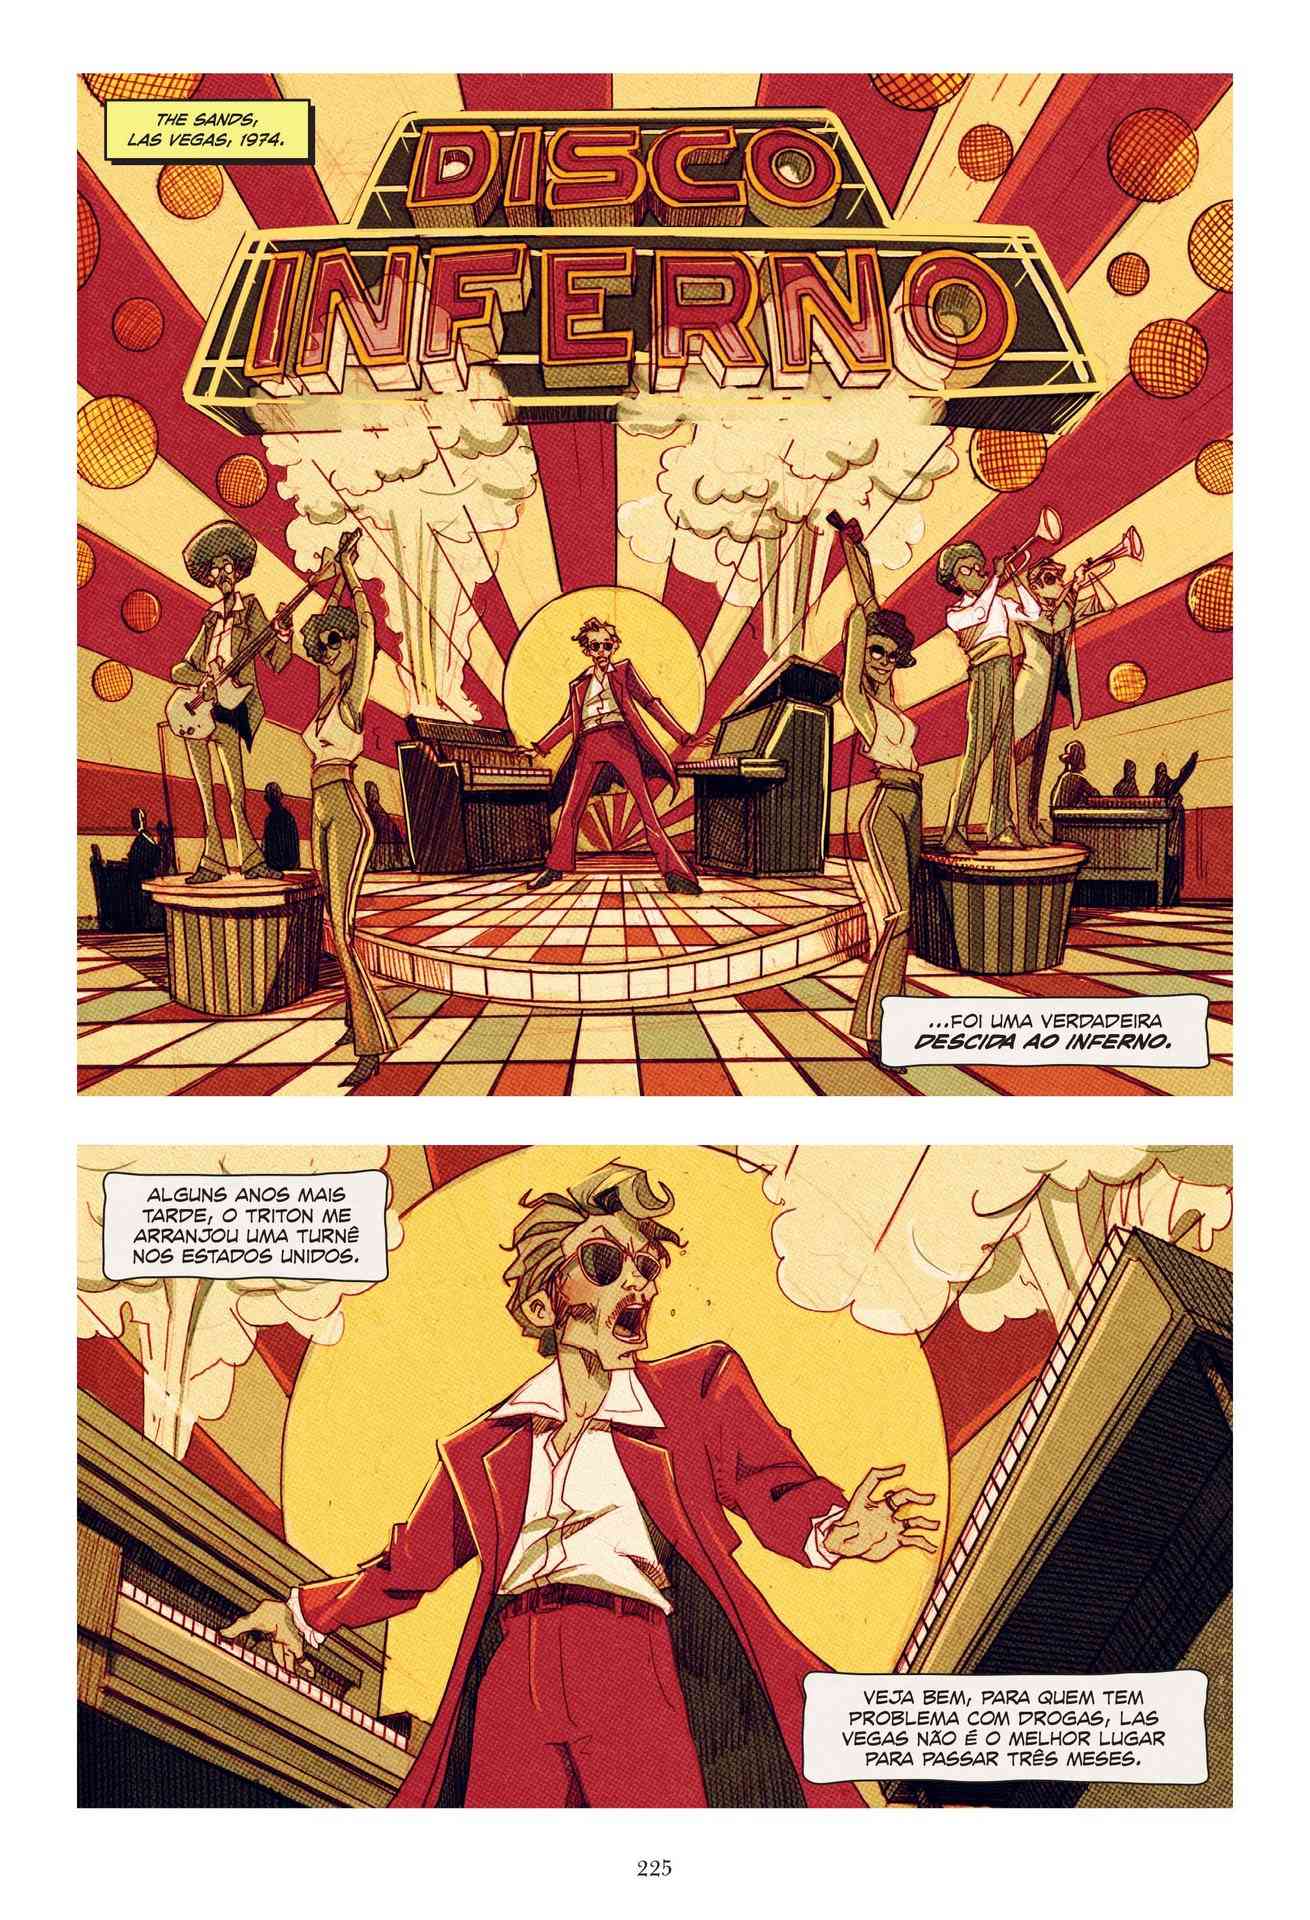 THE SANDS,
LAS VEGAS, 1974.
DISCO
INFERNO
...FOI UMA VERDADEIRA
DESCIDA AO INFERNO.
ALGUNS ANOS MAIS
TARDE, O TRITON ME
ARRANJOU UMA TURNÊ
NOS ESTADOS UNIDOS.
VEJA BEM, PARA QUEM TEM
PROBLEMA COM DROGAS, LAS
VEGAS NÃO É O MELHOR LUGAR
PARA PASSAR TRÊS MESES.
225